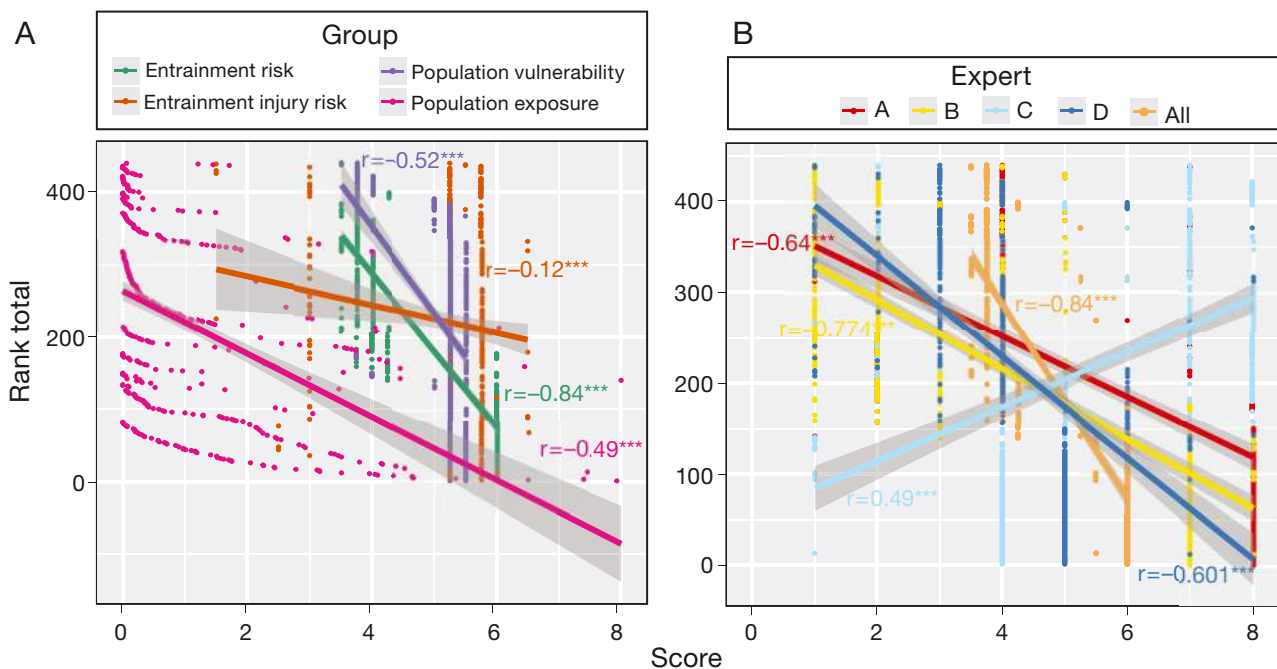 A
Group
Entrainment risk
Population vulnerability
Entrainment injury risk
Population exposure
r=–0.52***
r=–0.12***
r=–0.84***
r=–0.49***
400
200
0
0 2 4 6 8
Rank total
B
Expert
A B C D All
r=–0.64***
r=–0.84***
r=–0.774***
r=0.49***
r=–0.601***
400
300
200
100
0
0 2 4 6 8
Score